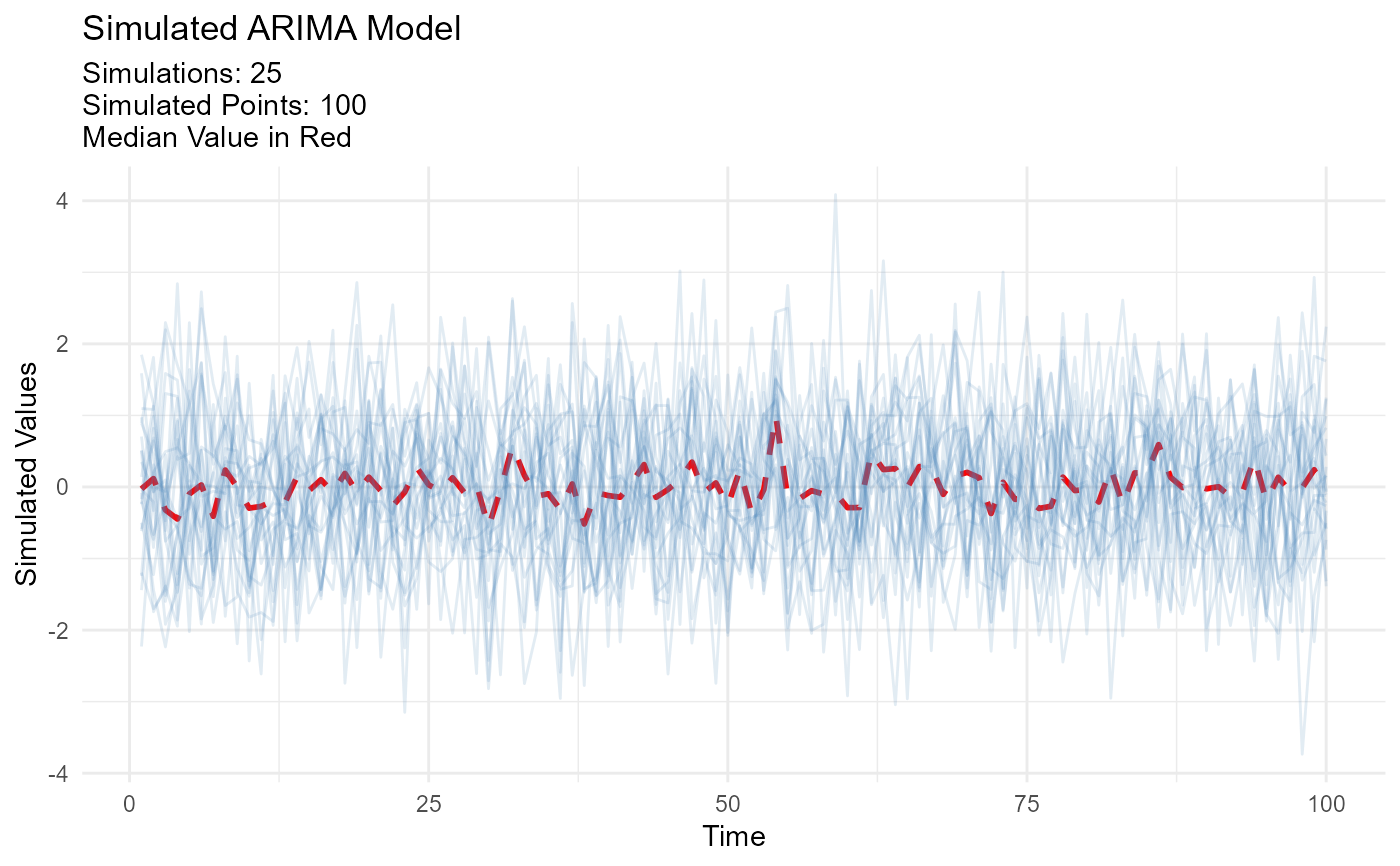 Simulated ARIMA Model
Simulations: 25
Simulated Points: 100
Median Value in Red
4
2
0
-2
-4
Simulated Values
0 25 50 75 100
Time